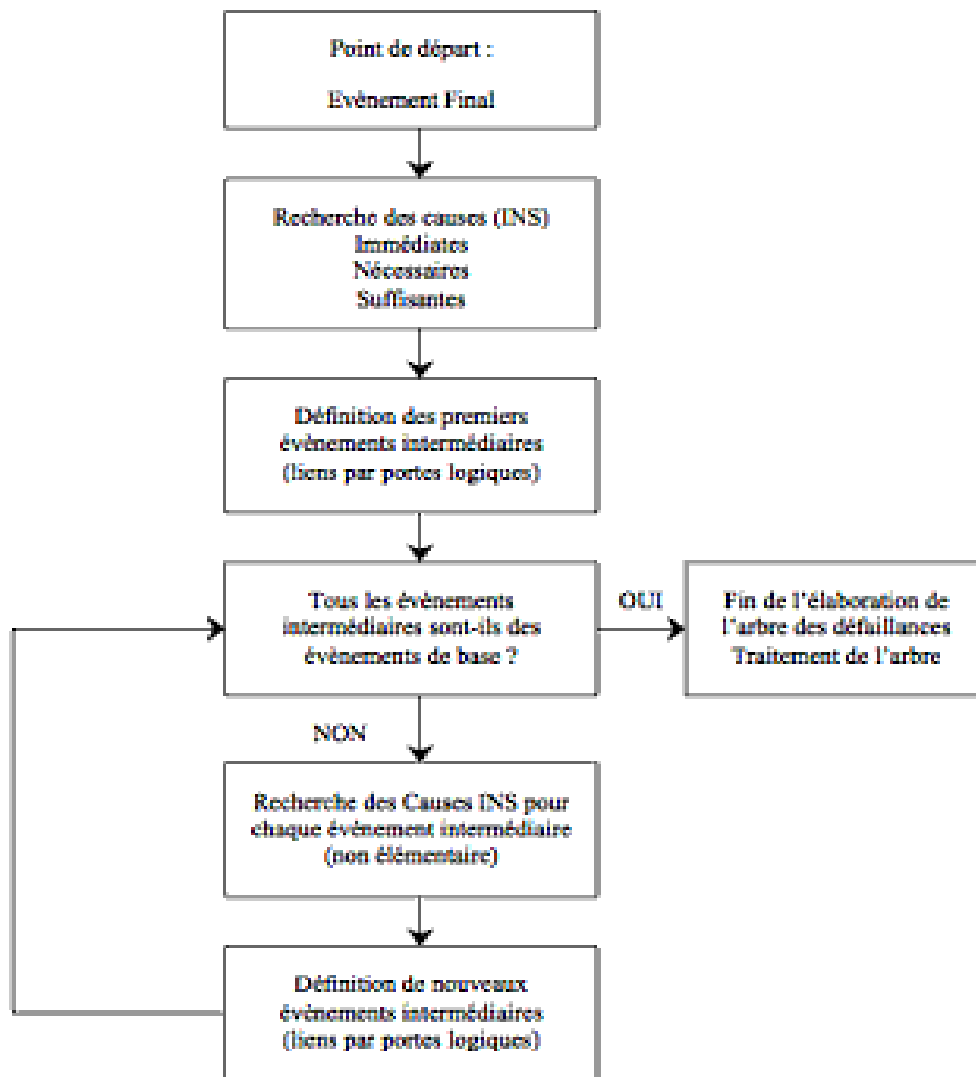 Point de départ :
Evènement Final
Recherche des causes (INS)
Immédiates
Nécessaires
Suffisantes
Définition des premiers
évènements intermédiaires
(liens par portes logiques)
Tous les évènements
intermédiaires sont-ils des
évènements de base ?
OUI
Fin de l'élaboration de
l'arbre des défaillances
Traitement de l'arbre
NON
Recherche des Causes INS pour
chaque évènement intermédiaire
(non élémentaire)
Définition de nouveaux
évènements intermédiaires
(liens par portes logiques)